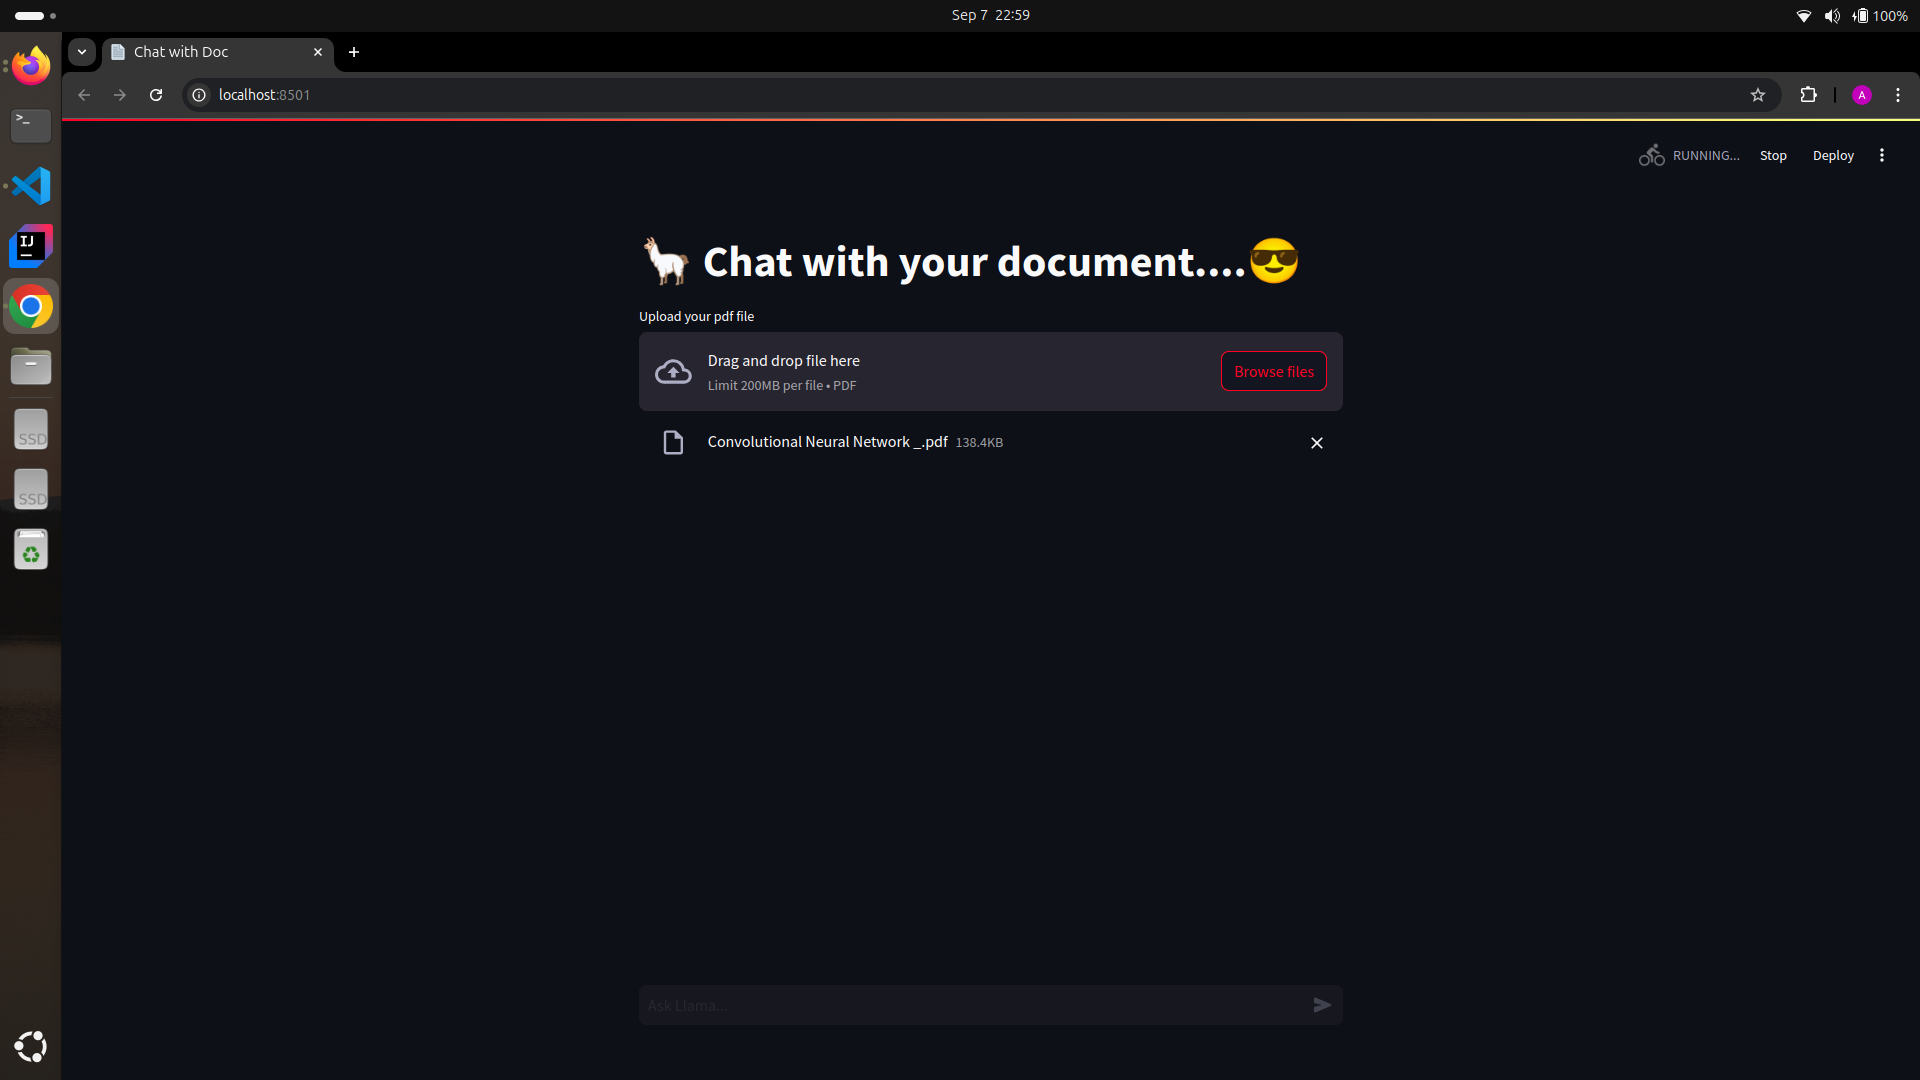 Sep 7 22:59
100%
Chat with Doc
localhost:8501
A
RUNNING...
Stop
Deploy
>_
IJ
SSD
SSD
🦙 Chat with your document....😎
Upload your pdf file
Drag and drop file here
Limit 200MB per file • PDF
Browse files
Convolutional Neural Network _.pdf 138.4KB
Ask Llama...